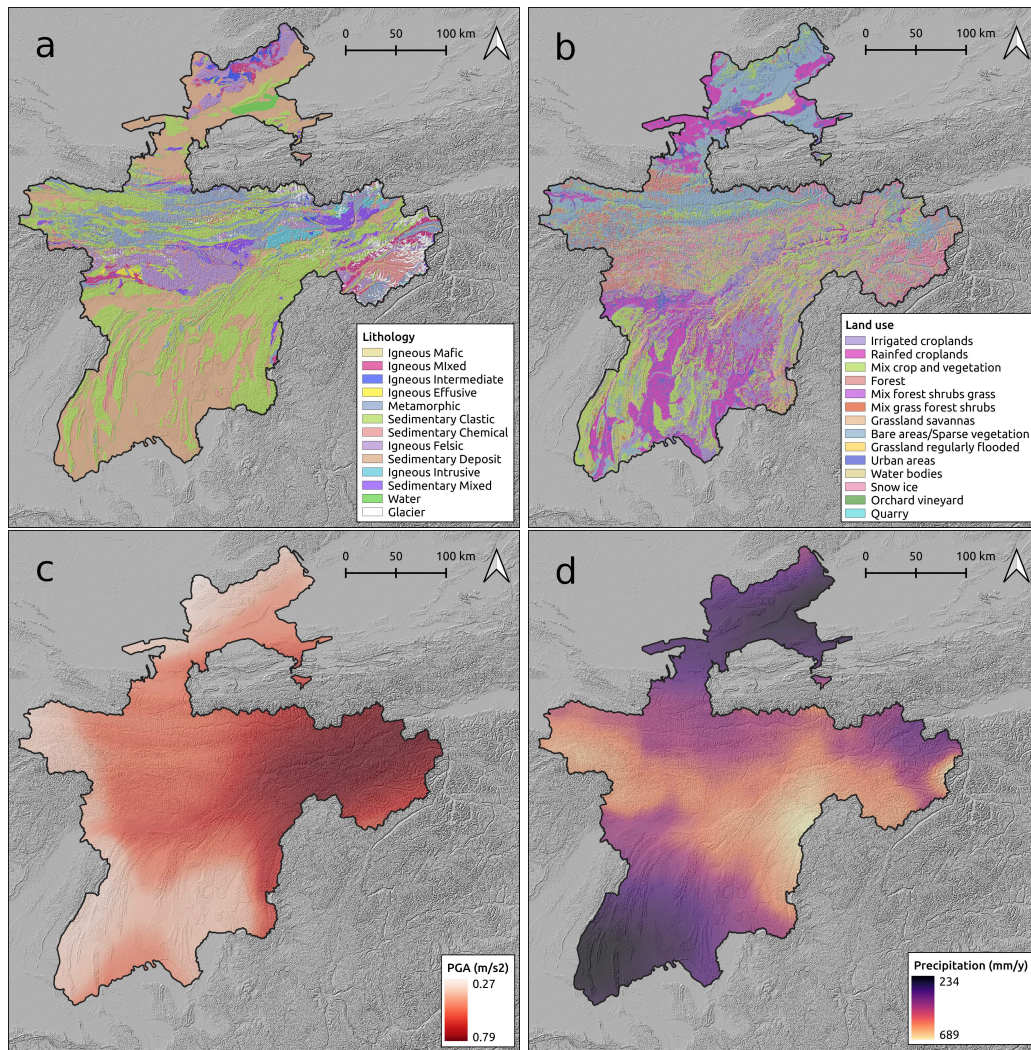 a
0 50 100 km
Lithology
Igneous Mafic
Igneous Mixed
Igneous Intermediate
Igneous Effusive
Metamorphic
Sedimentary Clastic
Sedimentary Chemical
Igneous Felsic
Sedimentary Deposit
Igneous Intrusive
Sedimentary Mixed
Water
Glacier
b
0 50 100 km
Land use
Irrigated croplands
Rainfed croplands
Mix crop and vegetation
Forest
Mix forest shrubs grass
Mix grass forest shrubs
Grassland savannas
Bare areas/Sparse vegetation
Grassland regularly flooded
Urban areas
Water bodies
Snow ice
Orchard vineyard
Quarry
c
0 50 100 km
PGA (m/s2)
0.27
0.79
d
0 50 100 km
Precipitation (mm/y)
234
689